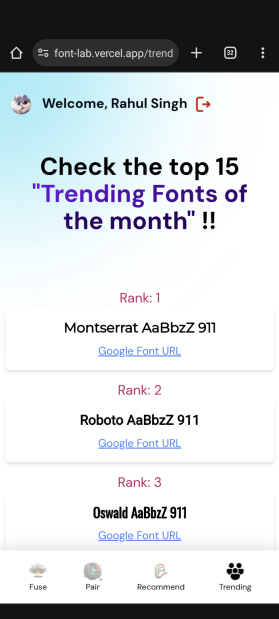 font-lab.vercel.app/trend
32
Welcome, Rahul Singh
Check the top 15
"Trending Fonts of
the month" !!
Rank: 1
Montserrat AaBbzZ 911
Google Font URL
Rank: 2
Roboto AaBbzZ 911
Google Font URL
Rank: 3
Oswald AaBbzZ 911
Google Font URL
Fuse Pair Recommend Trending